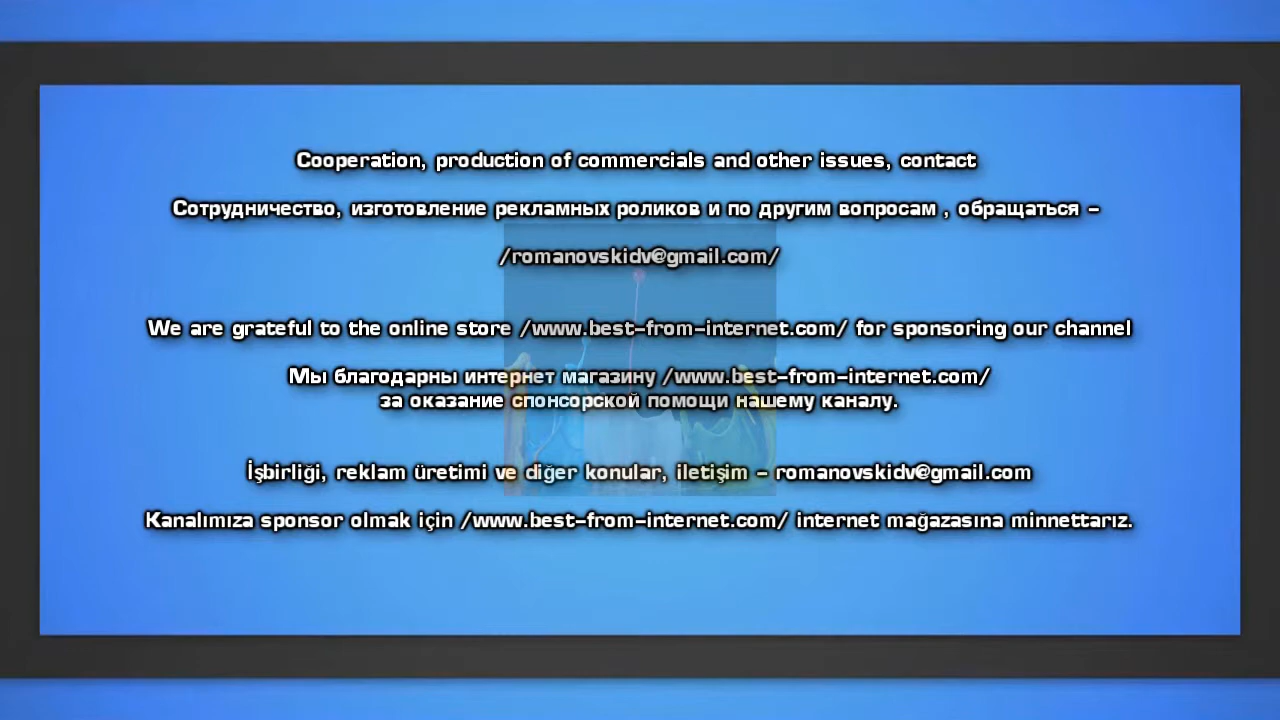 Cooperation, production of commercials and other issues, contact
Сотрудничество, изготовление рекламных роликов и по другим вопросам , обращаться -
/romanovskidv@gmail.com/
We are grateful to the online store /www.best-from-internet.com/ for sponsoring our channel
Мы благодарны интернет магазину /www.best-from-internet.com/
за оказание спонсорской помощи нашему каналу.
İşbirliği, reklam üretimi ve diğer konular, iletişim - romanovskidv@gmail.com
Kanalımıza sponsor olmak için /www.best-from-internet.com/ internet mağazasına minnettarız.